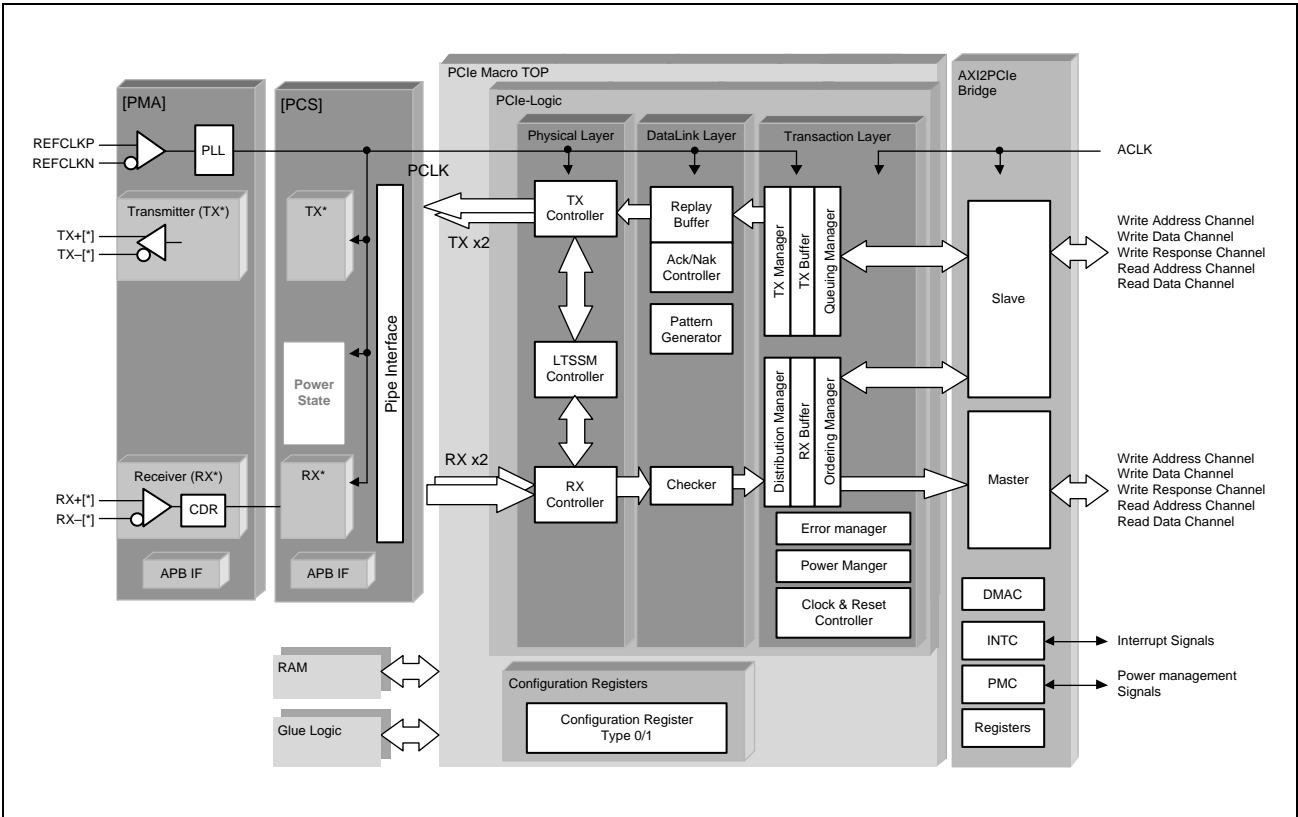 PCIe Macro TOP
AXI2PCIe
Bridge
[PMA]
[PCS]
PCIe-Logic
Physical Layer
DataLink Layer
Transaction Layer
REFCLKP
REFCLKN
PLL
ACLK
PCLK
Transmitter (TX*)
TX+[*]
TX–[*]
TX*
TX x2
TX
Controller
Replay
Buffer
Ack/Nak
Controller
Pattern
Generator
TX Manager
TX Buffer
Queuing Manager
Slave
Write Address Channel
Write Data Channel
Write Response Channel
Read Address Channel
Read Data Channel
Power
State
Pipe Interface
LTSSM
Controller
Receiver (RX*)
RX+[*]
RX–[*]
CDR
RX*
RX x2
RX
Controller
Checker
Distribution Manager
RX Buffer
Ordering Manager
Master
Write Address Channel
Write Data Channel
Write Response Channel
Read Address Channel
Read Data Channel
APB IF
APB IF
Error manager
Power Manger
Clock & Reset
Controller
DMAC
INTC
Interrupt Signals
PMC
Power management
Signals
Registers
RAM
Glue Logic
Configuration Registers
Configuration Register
Type 0/1